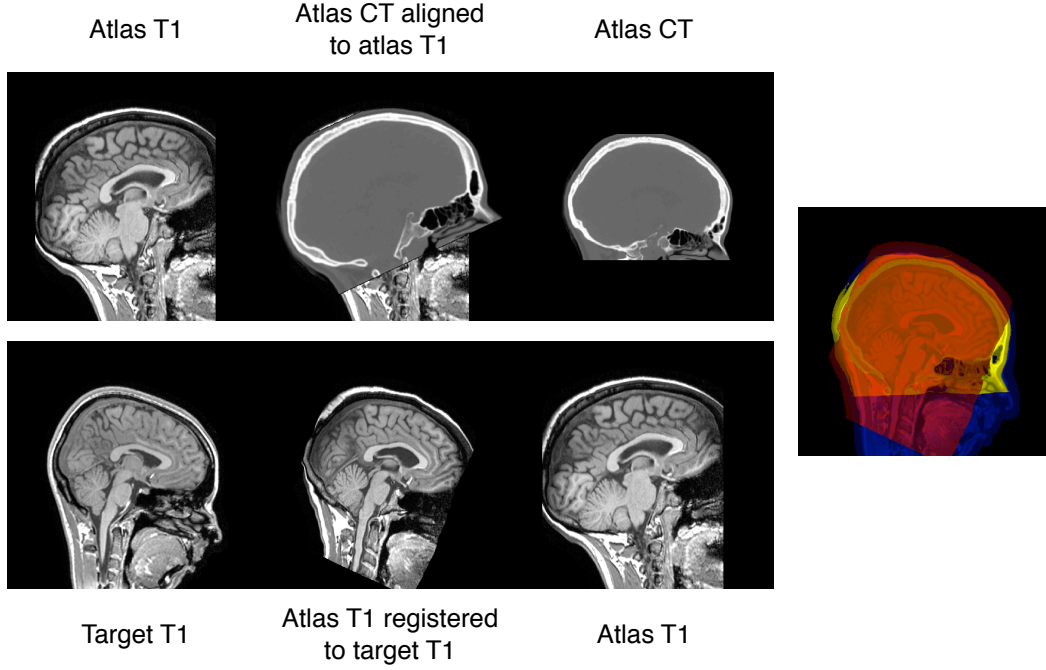 Atlas T1
Atlas CT aligned
to atlas T1
Atlas CT
Target T1
Atlas T1 registered
to target T1
Atlas T1